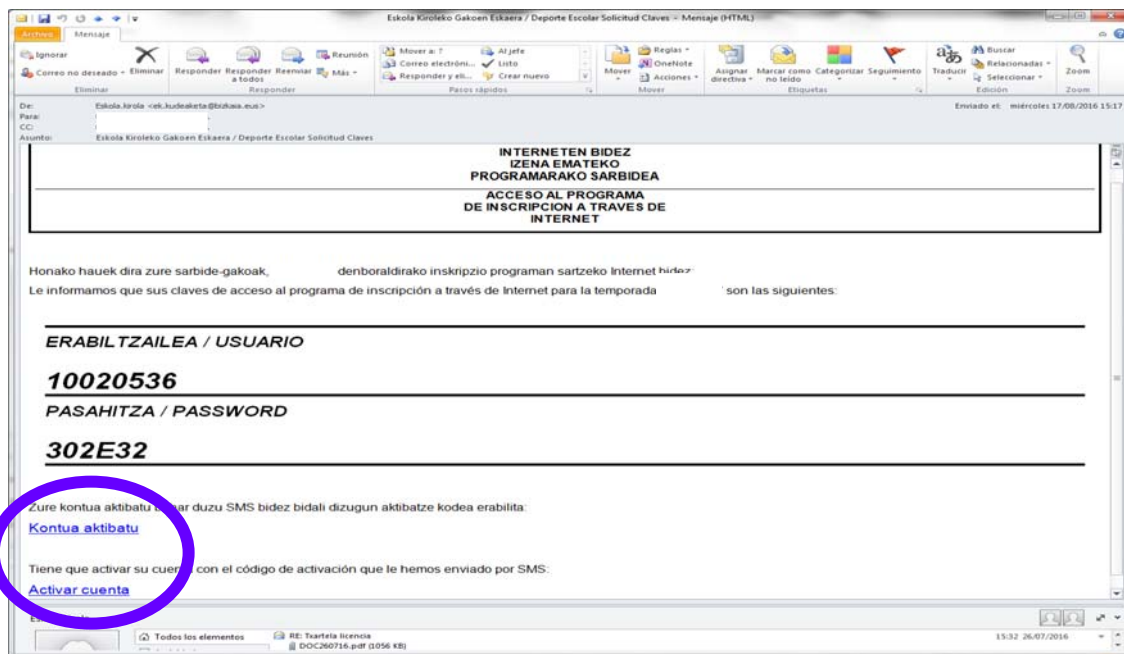 Eskola Kiroleko Gakoen Eskaera / Deporte Escolar Solicitud Claves - Mensaje (HTML)
Archivo Mensaje
Ignorar
Correo no deseado
Eliminar
Responder
Responder a todos
Reenviar
Reunión
Más
Mover a: ?
Correo electróni...
Responder y eli...
Al jefe
Listo
Crear nuevo
Mover
Reglas
OneNote
Acciones
Asignar directiva
Marcar como no leído
Categorizar
Seguimiento
Traducir
Buscar
Relacionadas
Seleccionar
Zoom
Eliminar Responder Pasos rápidos Mover Etiquetas Edición Zoom
De: Eskola.kirola <ek.kudeaketa@bizkaia.eus> Enviado el: miércoles 17/08/2016 15:17
Para:
CC:
Asunto: Eskola Kiroleko Gakoen Eskaera / Deporte Escolar Solicitud Claves
INTERNETEN BIDEZ
IZENA EMATEKO
PROGRAMARAKO SARBIDEA
ACCESO AL PROGRAMA
DE INSCRIPCION A TRAVES DE
INTERNET
Honako hauek dira zure sarbide-gakoak, denboraldirako inskripzio programan sartzeko Internet bidez:
Le informamos que sus claves de acceso al programa de inscripción a través de Internet para la temporada son las siguientes:
ERABILTZAILEA / USUARIO
10020536
PASAHITZA / PASSWORD
302E32
Zure kontua aktibatu duzu SMS bidez bidali dizugun aktibatze kodea erabilita:
Kontua aktibatu
Tiene que activar su cuenta con el código de activación que le hemos enviado por SMS:
Activar cuenta
Todos los elementos
RE: Txartela licencia
DOC260716.pdf (1056 KB)
15:32 26/07/2016